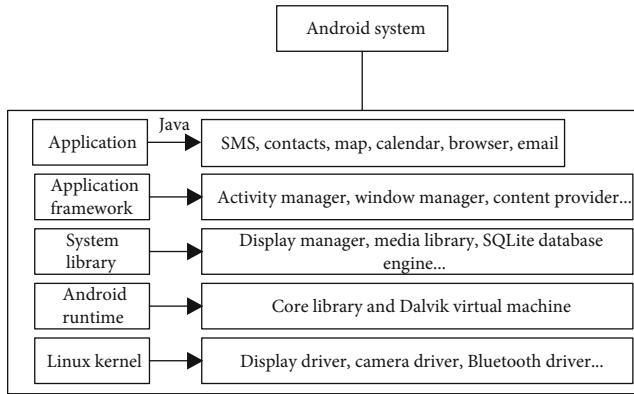 Android system
Java
Application
SMS, contacts, map, calendar, browser, email
Application
framework
Activity manager, window manager, content provider...
System
library
Display manager, media library, SQLite database
engine...
Android
runtime
Core library and Dalvik virtual machine
Linux kernel
Display driver, camera driver, Bluetooth driver...